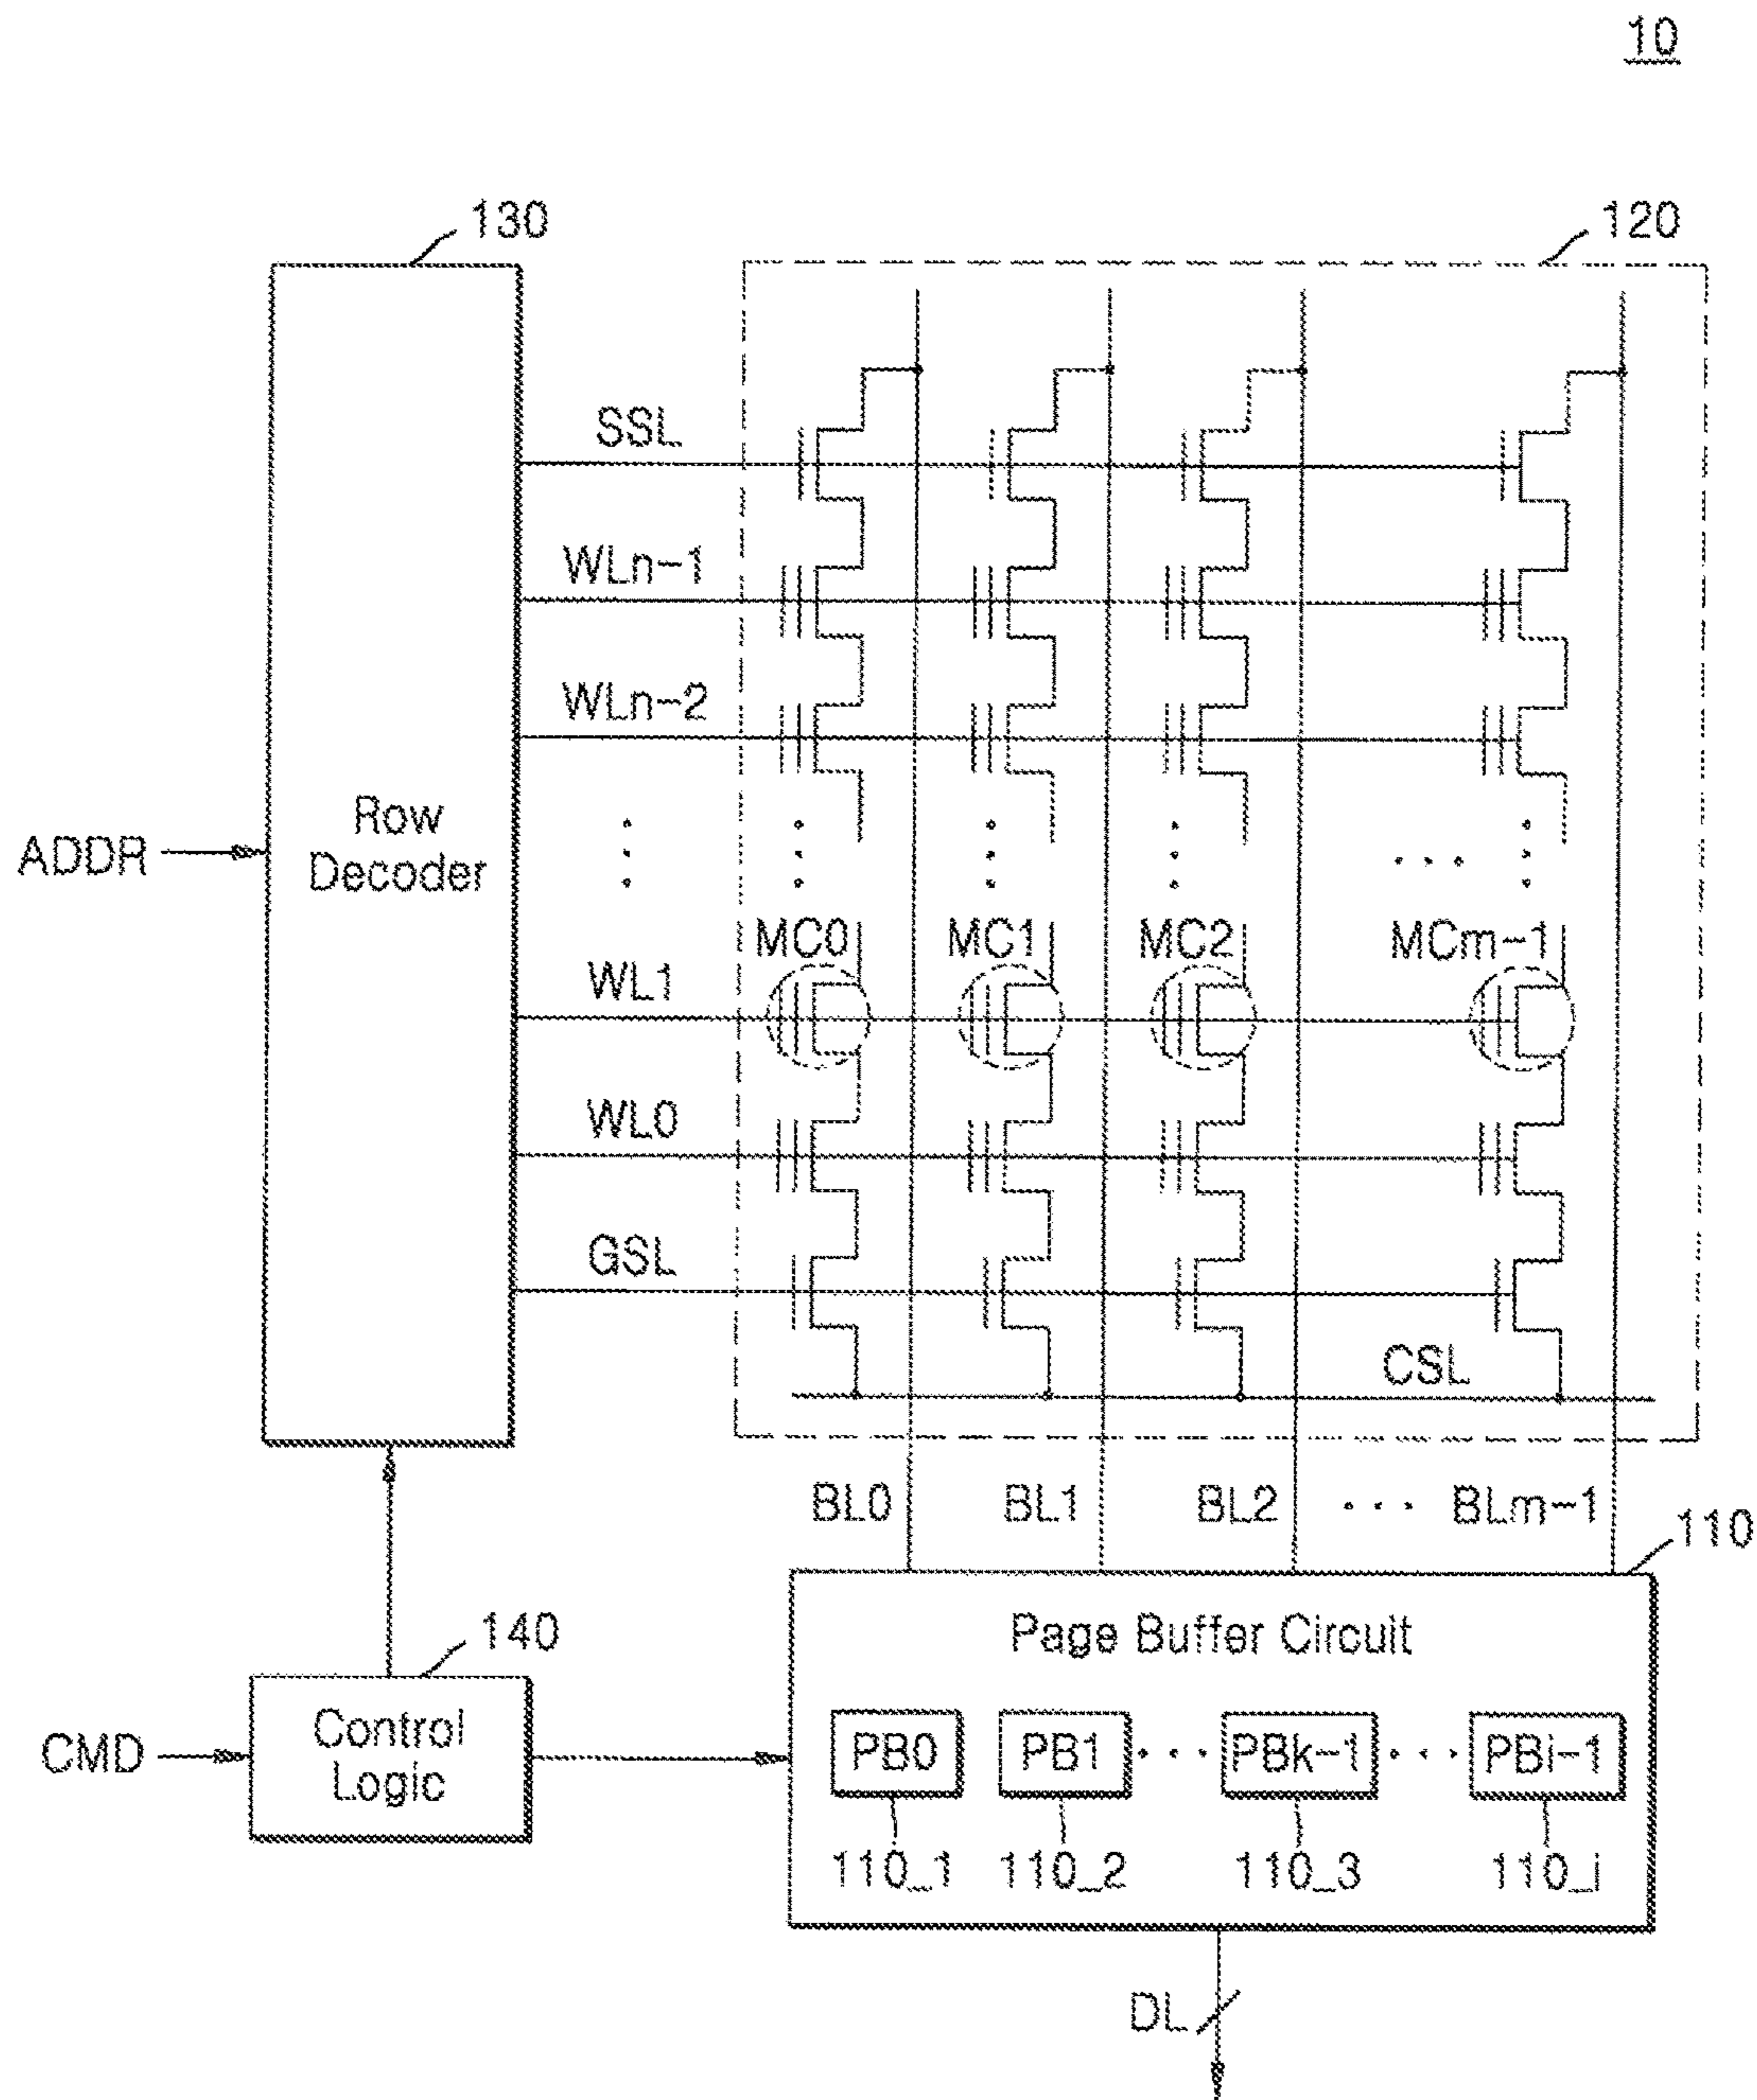 10
130
120
SSL
WLn-1
WLn-2
Row
Decoder
ADDR
MC0 MC1 MC2 MCm-1
WL1
WL0
GSL
CSL
BL0 BL1 BL2 ··· BLm-1
110
Page Buffer Circuit
140
Control
Logic
CMD
PB0 PB1 ··· PBk-1 ··· PBi-1
110_1 110_2 110_3 110_i
DL